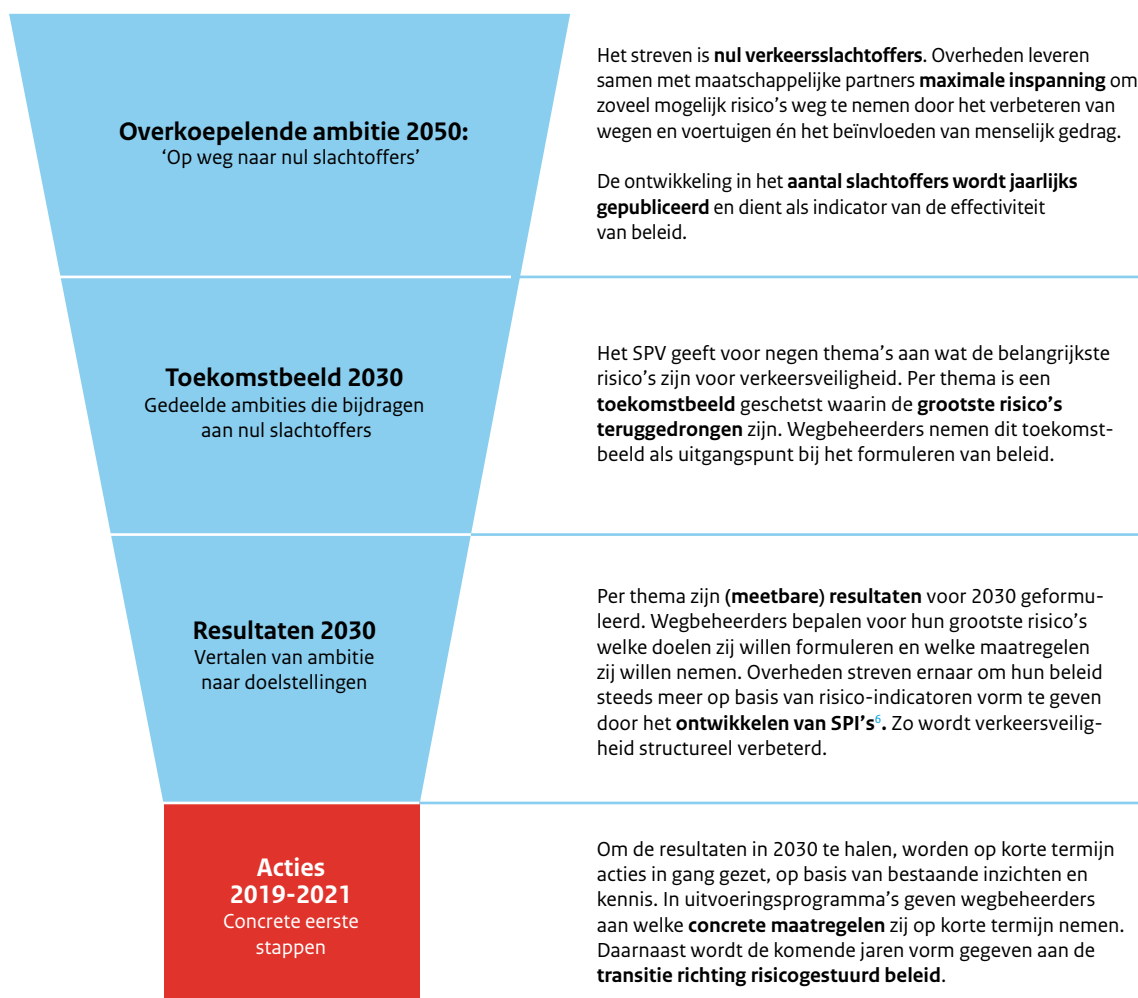 Overkoepelende ambitie 2050:
‘Op weg naar nul slachtoffers’
Het streven is nul verkeersslachtoffers. Overheden leveren
samen met maatschappelijke partners maximale inspanning om
zoveel mogelijk risico’s weg te nemen door het verbeteren van
wegen en voertuigen én het beïnvloeden van menselijk gedrag.
De ontwikkeling in het aantal slachtoffers wordt jaarlijks
gepubliceerd en dient als indicator van de effectiviteit
van beleid.
Toekomstbeeld 2030
Gedeelde ambities die bijdragen
aan nul slachtoffers
Het SPV geeft voor negen thema’s aan wat de belangrijkste
risico’s zijn voor verkeersveiligheid. Per thema is een
toekomstbeeld geschetst waarin de grootste risico’s
teruggedrongen zijn. Wegbeheerders nemen dit toekomst-
beeld als uitgangspunt bij het formuleren van beleid.
Resultaten 2030
Vertalen van ambitie
naar doelstellingen
Per thema zijn (meetbare) resultaten voor 2030 geformu-
leerd. Wegbeheerders bepalen voor hun grootste risico’s
welke doelen zij willen formuleren en welke maatregelen
zij willen nemen. Overheden streven ernaar om hun beleid
steeds meer op basis van risico-indicatoren vorm te geven
door het ontwikkelen van SPI’s⁶. Zo wordt verkeersveilig-
heid structureel verbeterd.
Acties
2019-2021
Concrete eerste
stappen
Om de resultaten in 2030 te halen, worden op korte termijn
acties in gang gezet, op basis van bestaande inzichten en
kennis. In uitvoeringsprogramma’s geven wegbeheerders
aan welke concrete maatregelen zij op korte termijn nemen.
Daarnaast wordt de komende jaren vorm gegeven aan de
transitie richting risicogestuurd beleid.